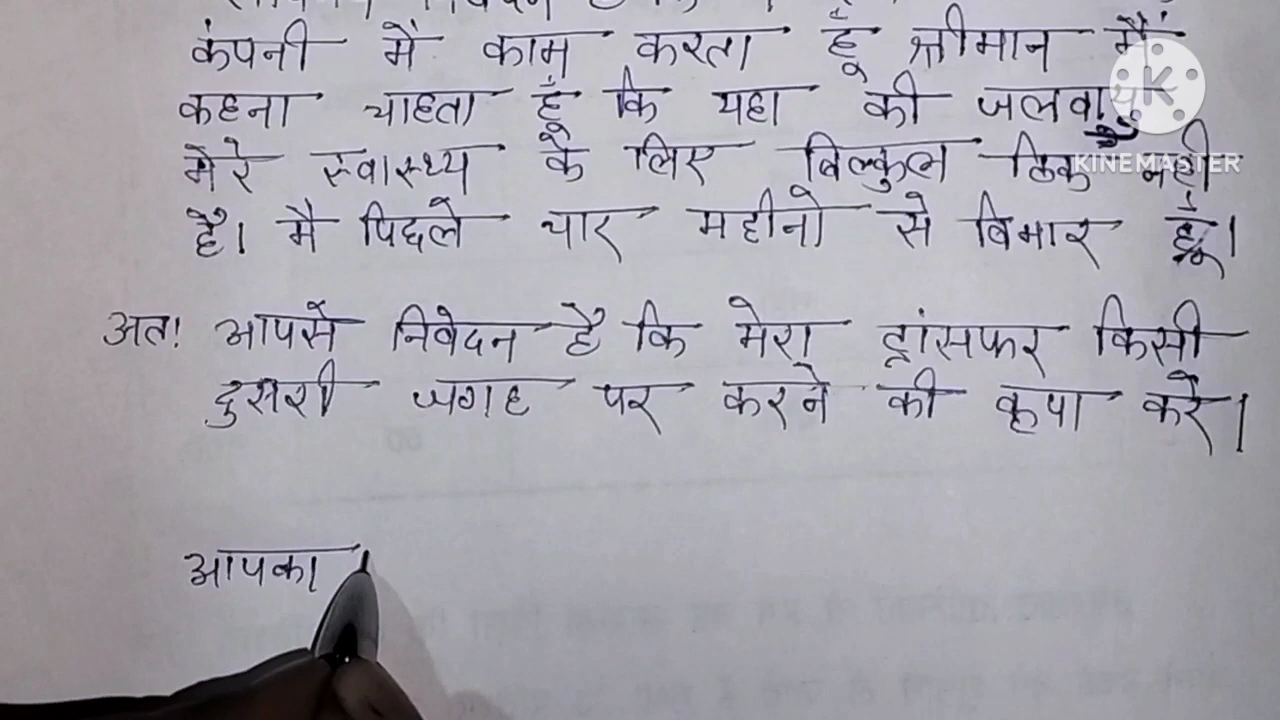 कंपनी में काम करता हूँ श्रीमान मैं
कहना चाहता हूँ कि यहा की जलवायु
मेरे स्वास्थ्य के लिए बिल्कुल ठिक नही
है। मै पिछले चार महीनो से बिमार हूँ।
अत! आपसे निवेदन है कि मेरा ट्रांसफर किसी
दुसरी जगह पर करने की कृपा करे।
आपका
KINEMASTER